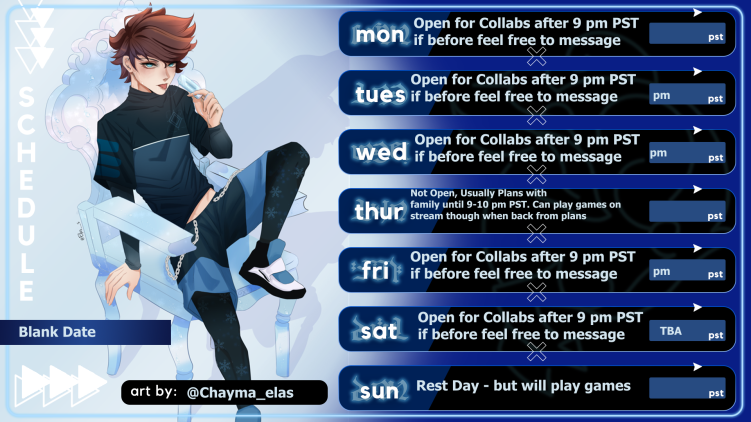 SCHEDULE
Blank Date
art by: @Chayma_elas
mon
Open for Collabs after 9 pm PST
if before feel free to message
pst
tues
Open for Collabs after 9 pm PST
if before feel free to message
pm
pst
wed
Open for Collabs after 9 pm PST
if before feel free to message
pm
pst
thur
Not Open, Usually Plans with
family until 9-10 pm PST. Can play games on
stream though when back from plans
pst
fri
Open for Collabs after 9 pm PST
if before feel free to message
pm
pst
sat
Open for Collabs after 9 pm PST
if before feel free to message
TBA
pst
sun
Rest Day - but will play games
pst